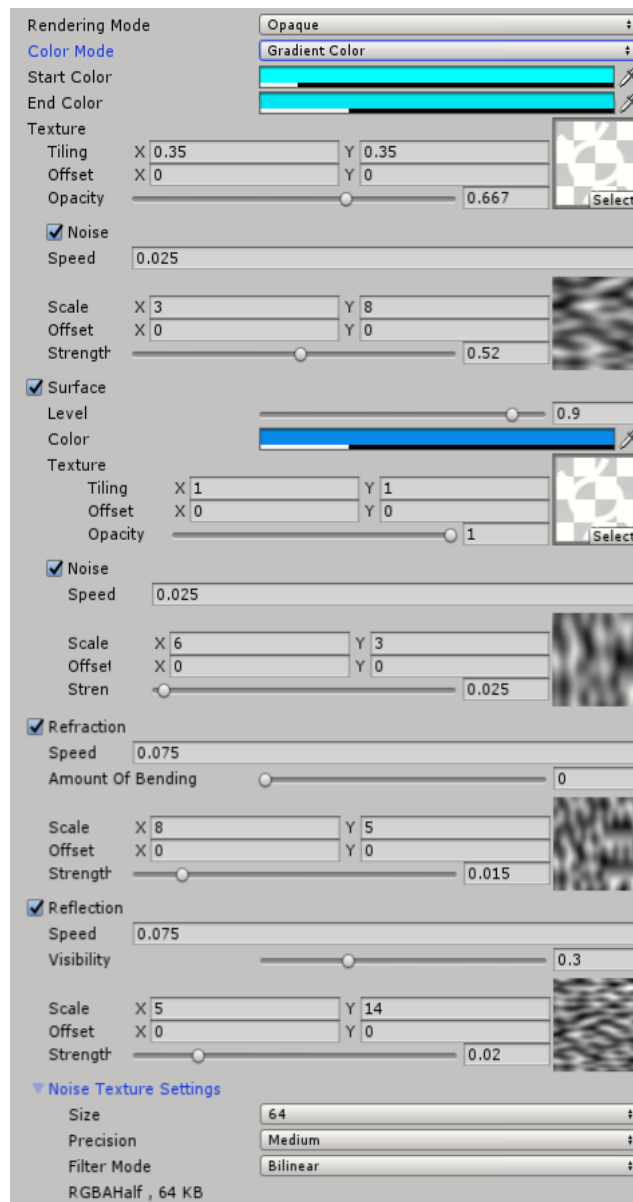 Rendering Mode Opaque
Color Mode Gradient Color
Start Color
End Color
Texture
Tiling X 0.35 Y 0.35
Offset X 0 Y 0
Opacity 0.667
Select
Noise
Speed 0.025
Scale X 3 Y 8
Offset X 0 Y 0
Strength 0.52
Surface
Level 0.9
Color
Texture
Tiling X 1 Y 1
Offset X 0 Y 0
Opacity 1
Select
Noise
Speed 0.025
Scale X 6 Y 3
Offset X 0 Y 0
Stren 0.025
Refraction
Speed 0.075
Amount Of Bending 0
Scale X 8 Y 5
Offset X 0 Y 0
Strength 0.015
Reflection
Speed 0.075
Visibility 0.3
Scale X 5 Y 14
Offset X 0 Y 0
Strength 0.02
Noise Texture Settings
Size 64
Precision Medium
Filter Mode Bilinear
RGBAHalf , 64 KB